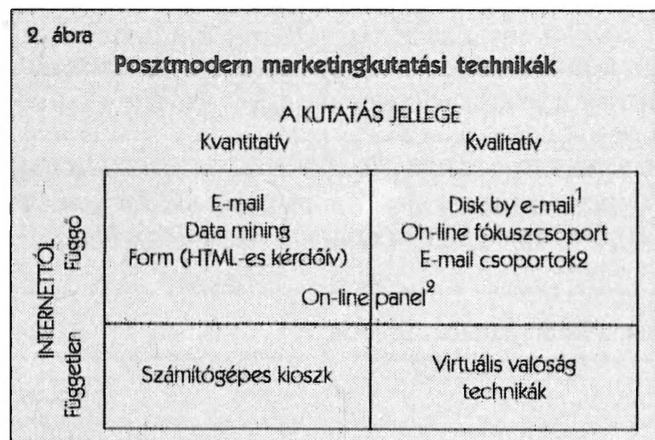 2. ábra
Posztmodern marketingkutatási technikák
A KUTATÁS JELLEGE
Kvantitatív Kvalitatív
INTERNETTŐL
Függő
E-mail
Data mining
Form (HTML-es kérdőív)
Disk by e-mail¹
On-line fókuszcsoport
E-mail csoportok2
On-line panel²
Független
Számítógépes kioszk
Virtuális valóság
technikák